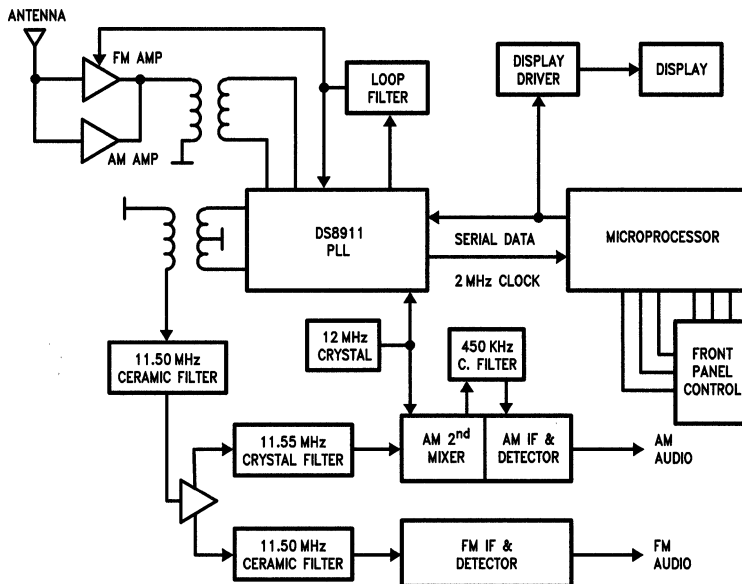 ANTENNA
FM AMP
AM AMP
LOOP
FILTER
DISPLAY
DRIVER
DISPLAY
DS8911
PLL
SERIAL DATA
2 MHz CLOCK
MICROPROCESSOR
12 MHz
CRYSTAL
450 KHz
C. FILTER
FRONT
PANEL
CONTROL
11.50 MHz
CERAMIC FILTER
11.55 MHz
CRYSTAL FILTER
AM 2nd
MIXER
AM IF &
DETECTOR
AM
AUDIO
11.50 MHz
CERAMIC FILTER
FM IF &
DETECTOR
FM
AUDIO